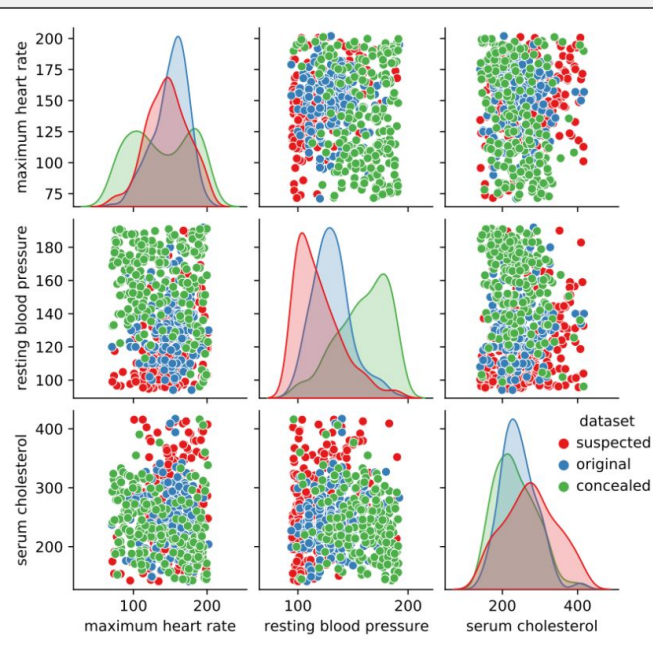 maximum heart rate
200
175
150
125
100
75
resting blood pressure
180
160
140
120
100
serum cholesterol
400
300
200
dataset
suspected
original
concealed
100 200
100 200
200 400
maximum heart rate
resting blood pressure
serum cholesterol